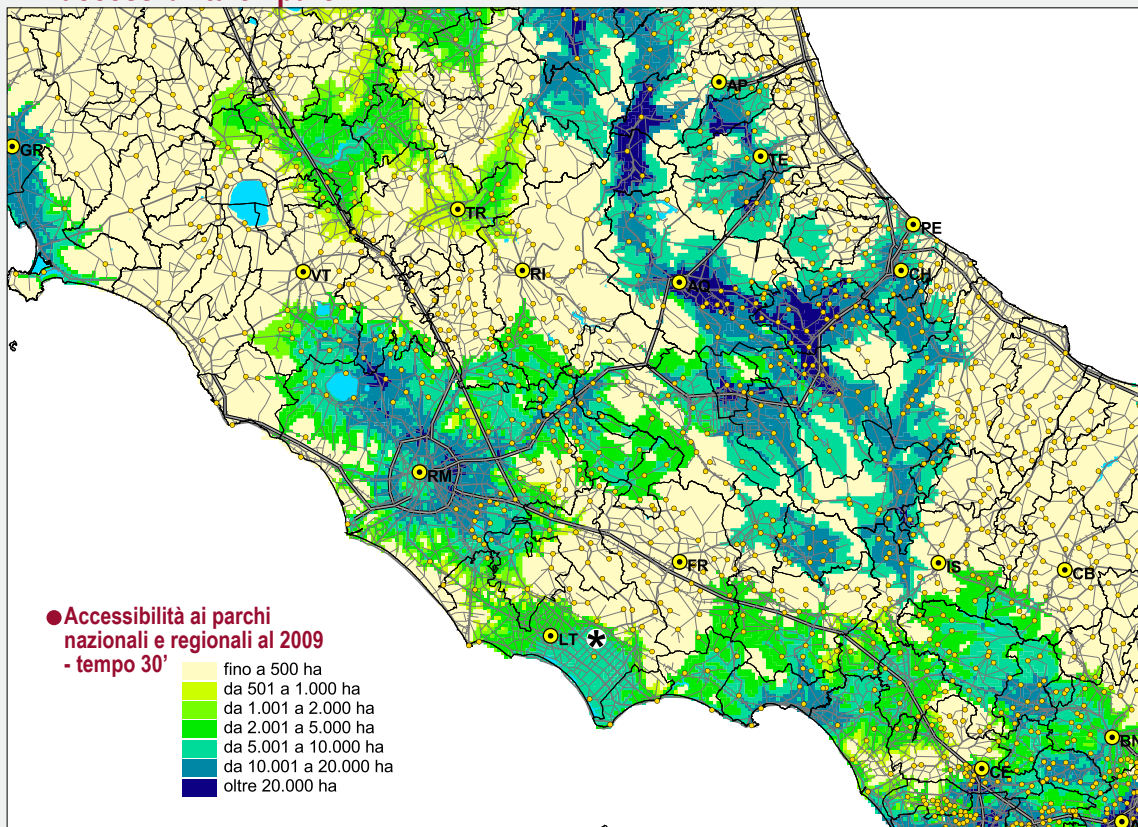 AP
GR
TE
TR
PE
VT
RI
AQ
CH
RM
FR
IS
CB
LT
*
BN
CE
Accessibilità ai parchi
nazionali e regionali al 2009
- tempo 30’
fino a 500 ha
da 501 a 1.000 ha
da 1.001 a 2.000 ha
da 2.001 a 5.000 ha
da 5.001 a 10.000 ha
da 10.001 a 20.000 ha
oltre 20.000 ha